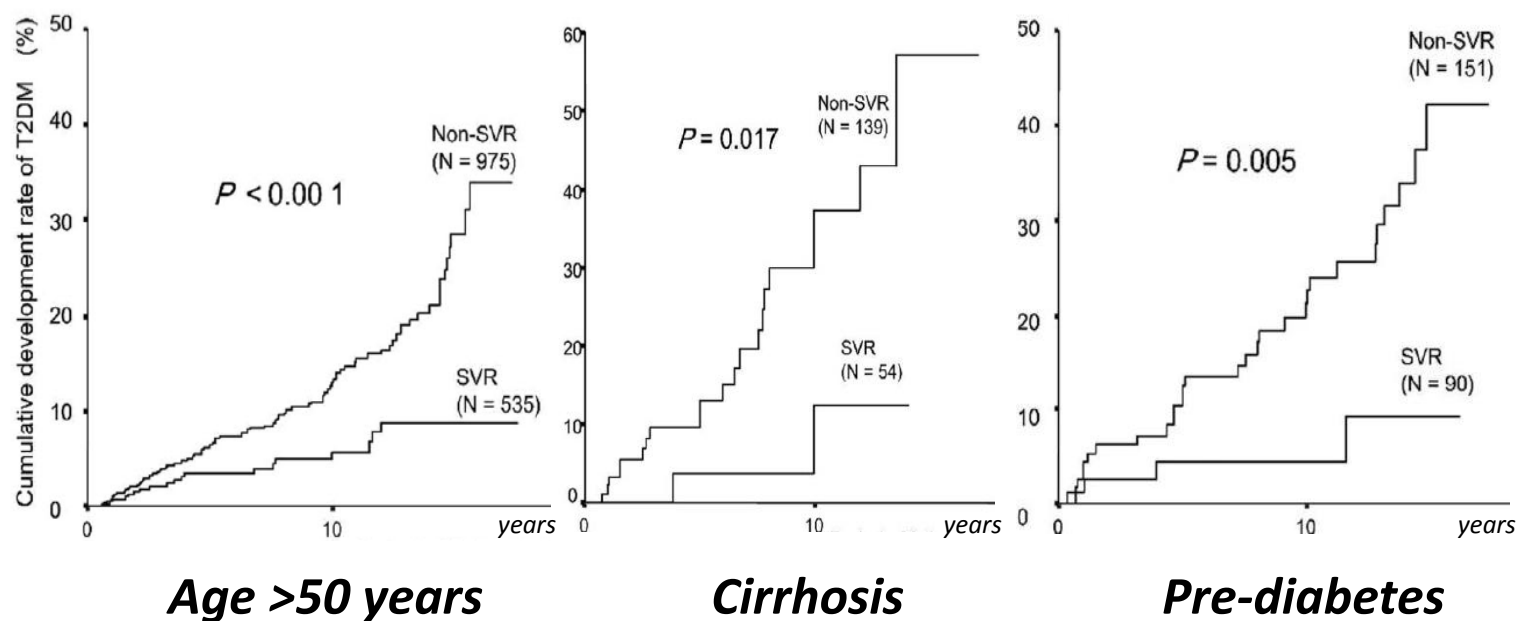 Cumulative development rate of T2DM (%)
50
40
30
20
10
0
0
10
years
P < 0.00 1
Non-SVR
(N = 975)
SVR
(N = 535)
Age >50 years
60
50
40
30
20
10
0
0
10
years
P = 0.017
Non-SVR
(N = 139)
SVR
(N = 54)
Cirrhosis
50
40
30
20
10
0
0
10
years
P = 0.005
Non-SVR
(N = 151)
SVR
(N = 90)
Pre-diabetes